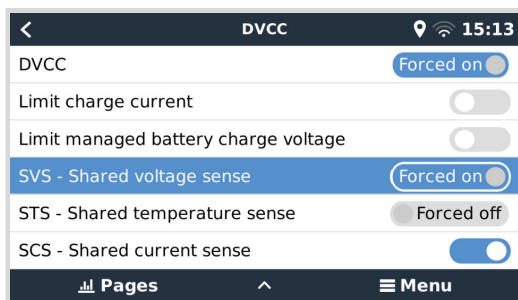 DVCC 15:13
DVCC Forced on
Limit charge current
Limit managed battery charge voltage
SVS - Shared voltage sense Forced on
STS - Shared temperature sense Forced off
SCS - Shared current sense
Pages Menu